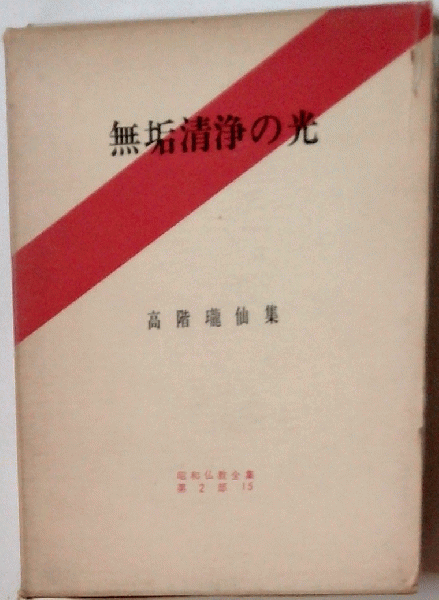 無垢清浄の光
高階瓏仙集
昭和仏教全集
第2部 15